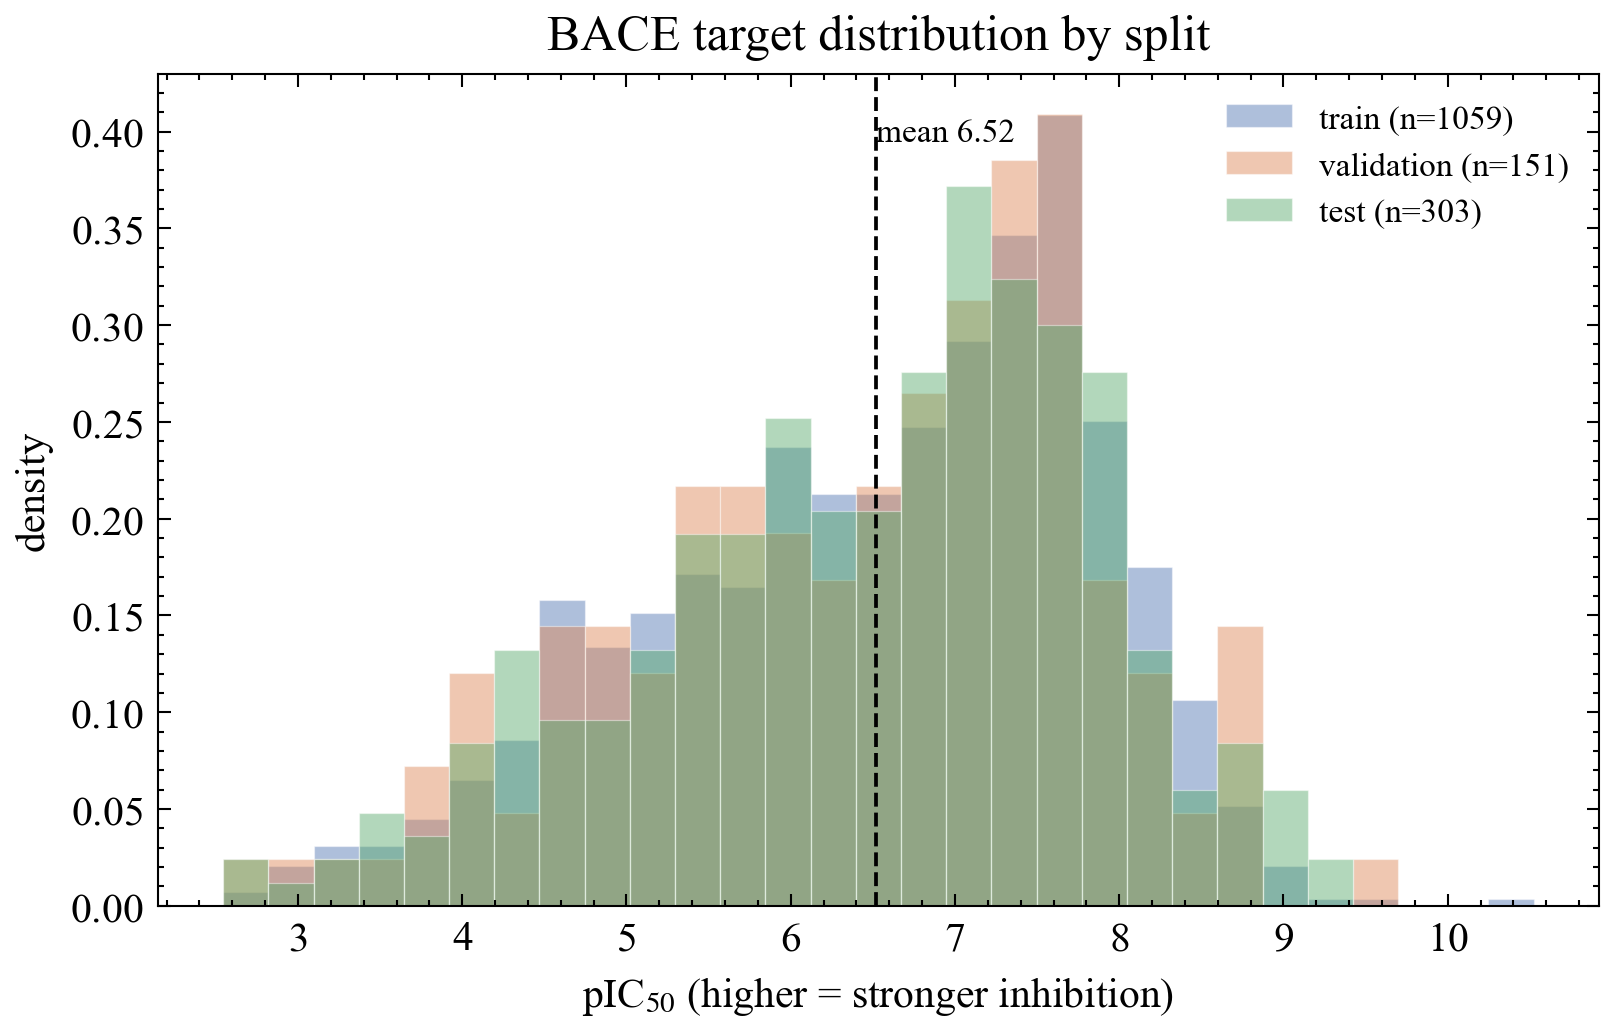 BACE target distribution by split
mean 6.52
train (n=1059)
validation (n=151)
test (n=303)
density
0.40
0.35
0.30
0.25
0.20
0.15
0.10
0.05
0.00
3 4 5 6 7 8 9 10
pIC₅₀ (higher = stronger inhibition)